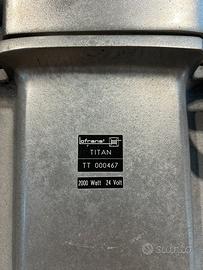 lofrans'
TITAN
TT 000467
2000 Watt 24 Volt
subito